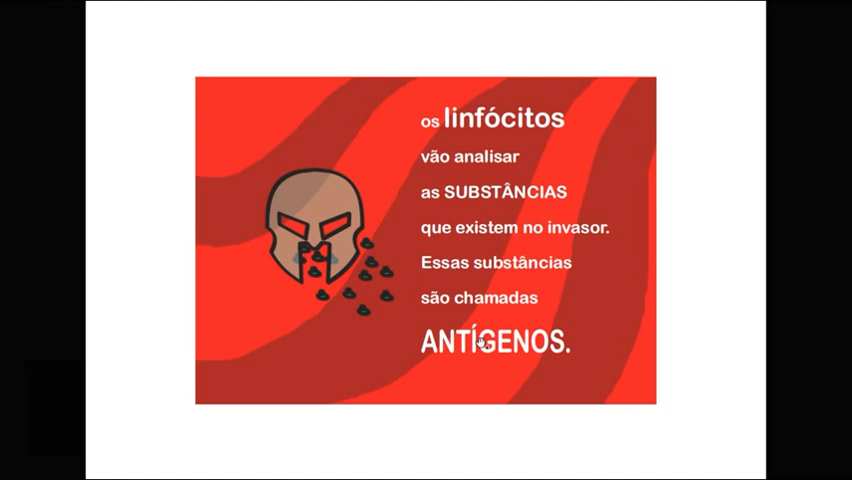 os linfócitos
vão analisar
as SUBSTÂNCIAS
que existem no invasor.
Essas substâncias
são chamadas
ANTÍGENOS.